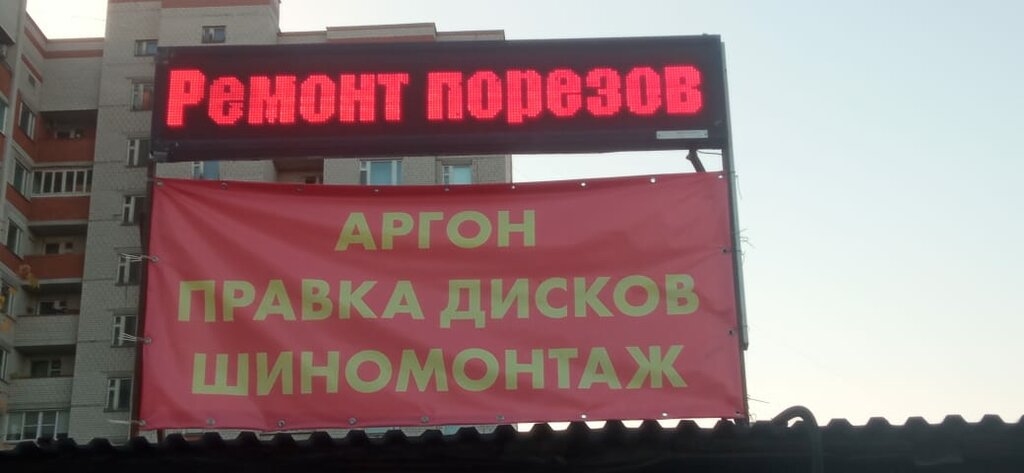 Ремонт порезов
АРГОН
ПРАВКА ДИСКОВ
ШИНОМОНТАЖ